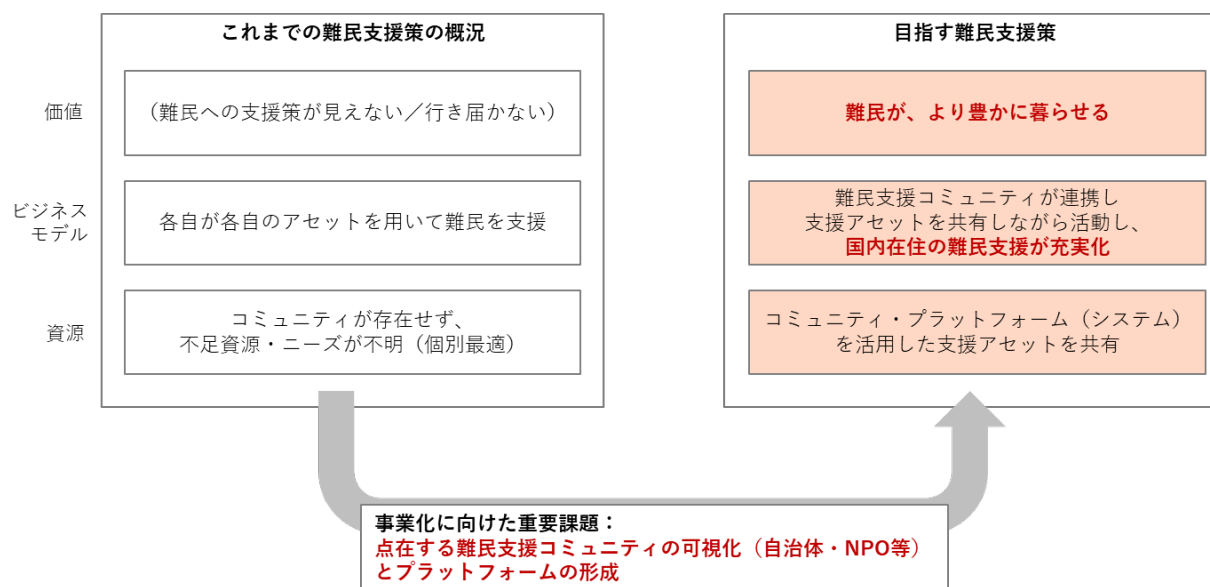 これまでの難民支援策の概況
目指す難民支援策
価値
(難民への支援策が見えない／行き届かない)
難民が、より豊かに暮らせる
ビジネス
モデル
各自が各自のアセットを用いて難民を支援
難民支援コミュニティが連携し
支援アセットを共有しながら活動し、
国内在住の難民支援が充実化
資源
コミュニティが存在せず、
不足資源・ニーズが不明（個別最適）
コミュニティ・プラットフォーム（システム）
を活用した支援アセットを共有
事業化に向けた重要課題：
点在する難民支援コミュニティの可視化（自治体・NPO等）
とプラットフォームの形成